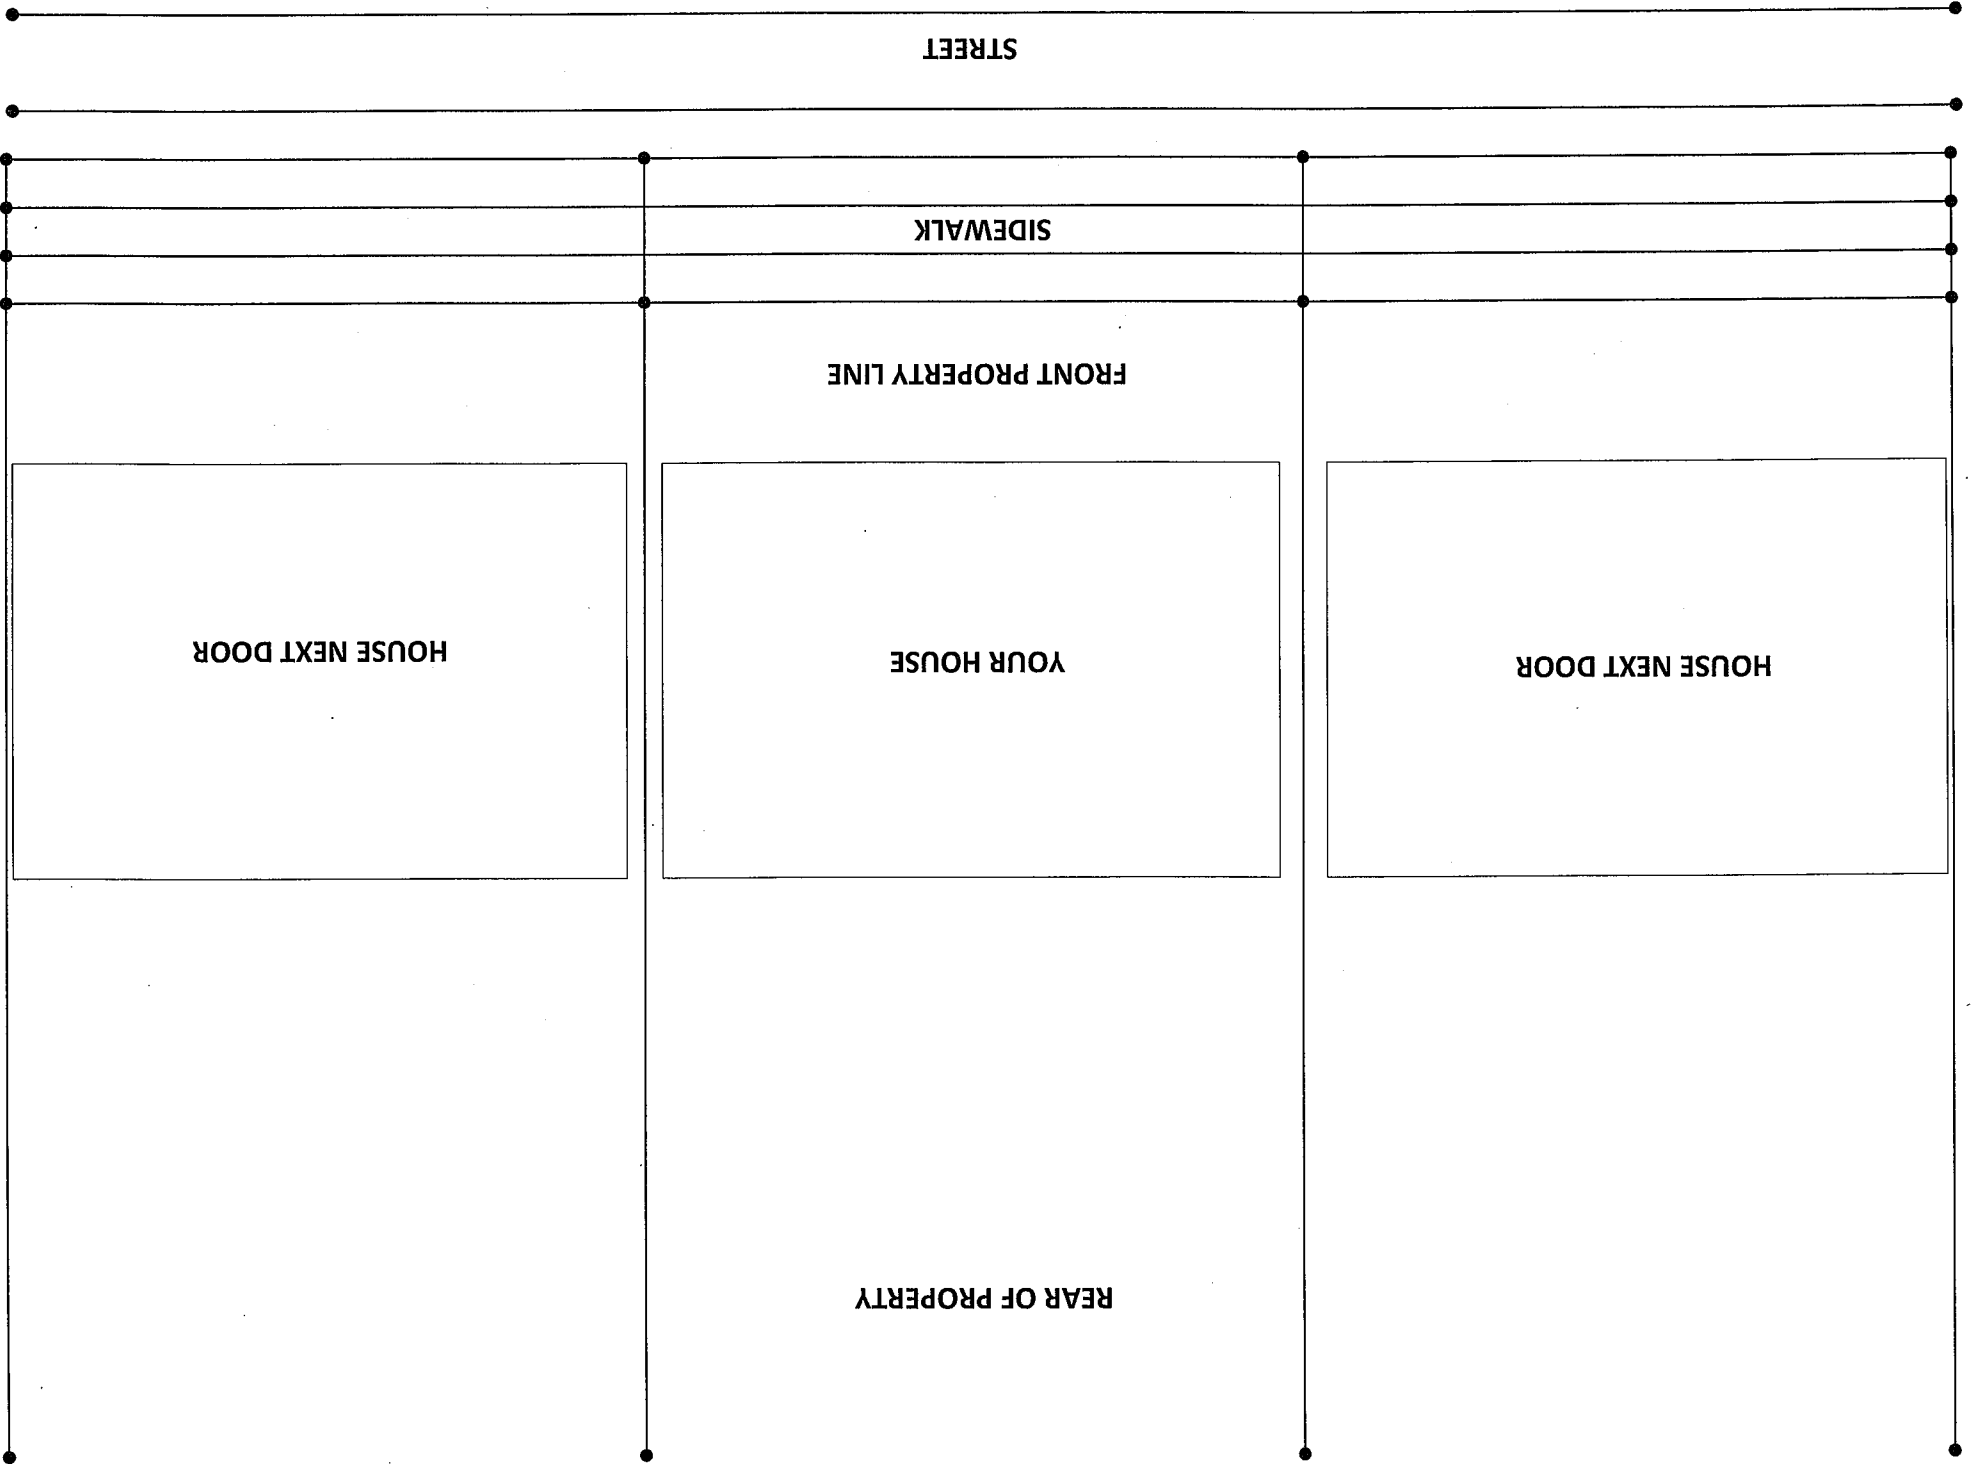 REAR OF PROPERTY
HOUSE NEXT DOOR
YOUR HOUSE
HOUSE NEXT DOOR
FRONT PROPERTY LINE
SIDEWALK
STREET